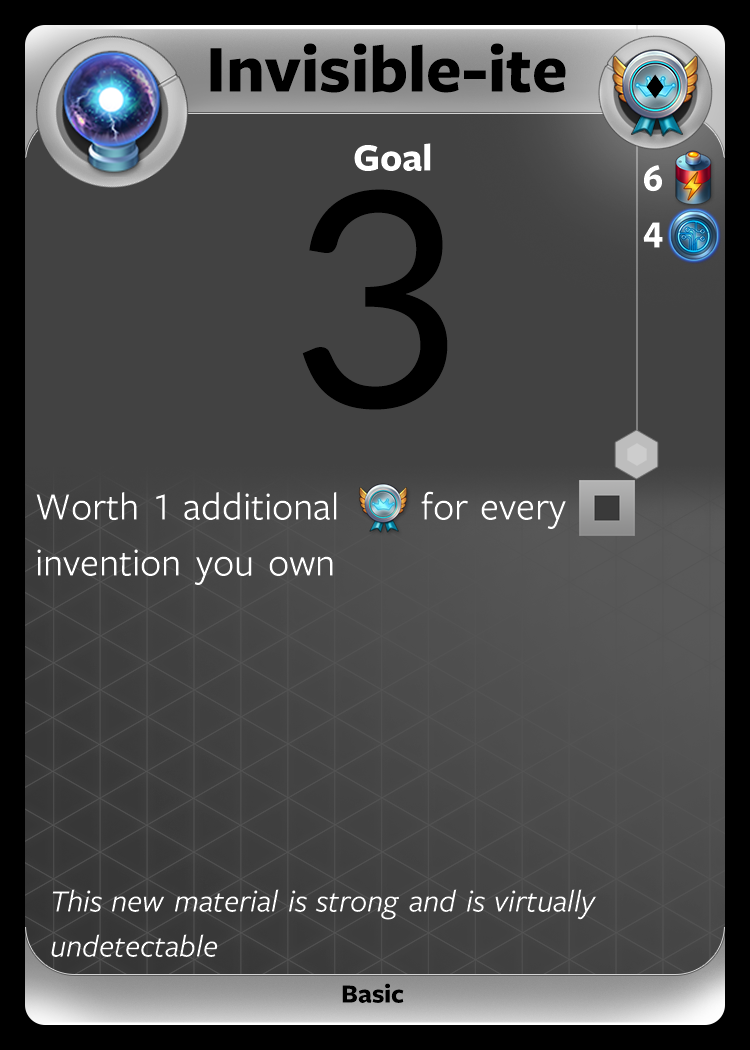 Invisible-ite
Goal
3
6
4
Worth 1 additional for every
invention you own
This new material is strong and is virtually
undetectable
Basic